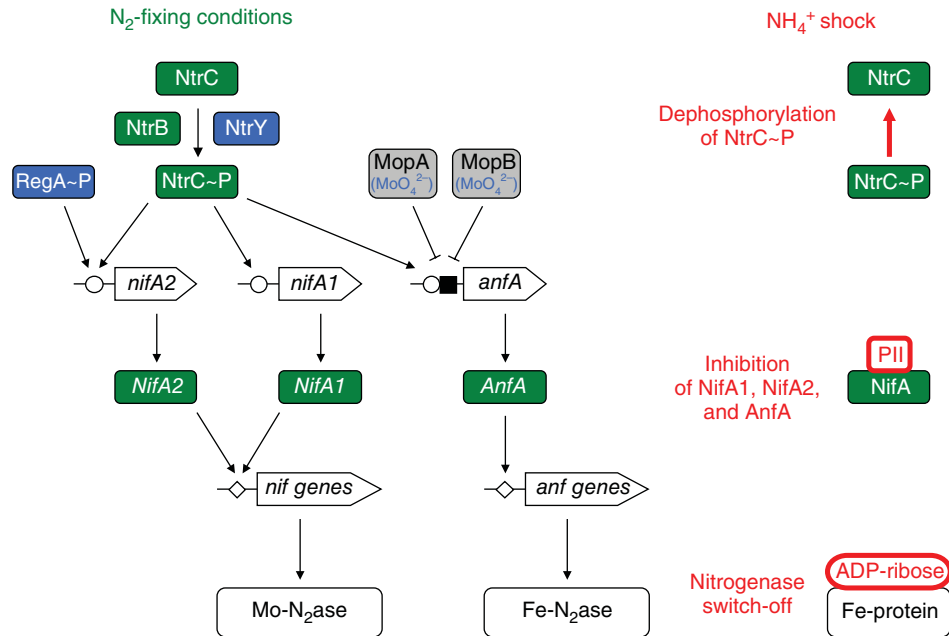 N₂-fixing conditions
NH₄⁺ shock
NtrC
NtrC
NtrB
NtrY
Dephosphorylation
of NtrC~P
RegA~P
NtrC~P
MopA
(MoO₄²⁻)
MopB
(MoO₄²⁻)
NtrC~P
nifA2
nifA1
anfA
PII
NifA2
NifA1
AnfA
Inhibition
of NifA1, NifA2,
and AnfA
NifA
nif genes
anf genes
Mo-N₂ase
Fe-N₂ase
Nitrogenase
switch-off
ADP-ribose
Fe-protein